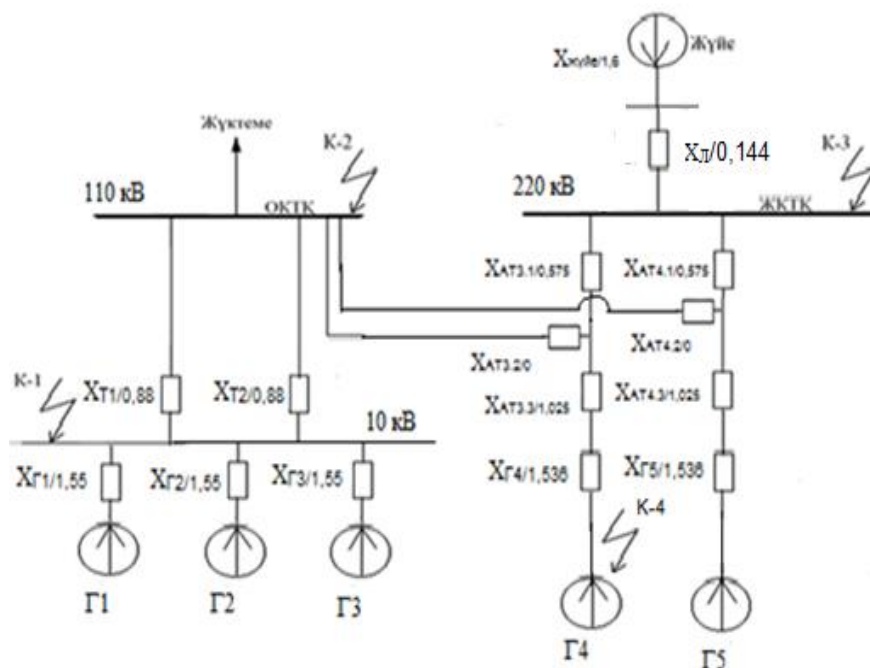 Жүйе
Xжүйе/1,6
Жүктеме
К-2
XЛ/0,144
К-3
110 кВ
ОКТК
220 кВ
ЖКТК
XАТ3.1/0,575
XАТ4.1/0,575
XАТ4.2/0
XАТ3.2/0
К-1
XТ1/0,88
XТ2/0,88
10 кВ
XАТ3.3/1,025
XАТ4.3/1,025
XГ1/1,55
XГ2/1,55
XГ3/1,55
XГ4/1,536
XГ5/1,536
К-4
Г1
Г2
Г3
Г4
Г5